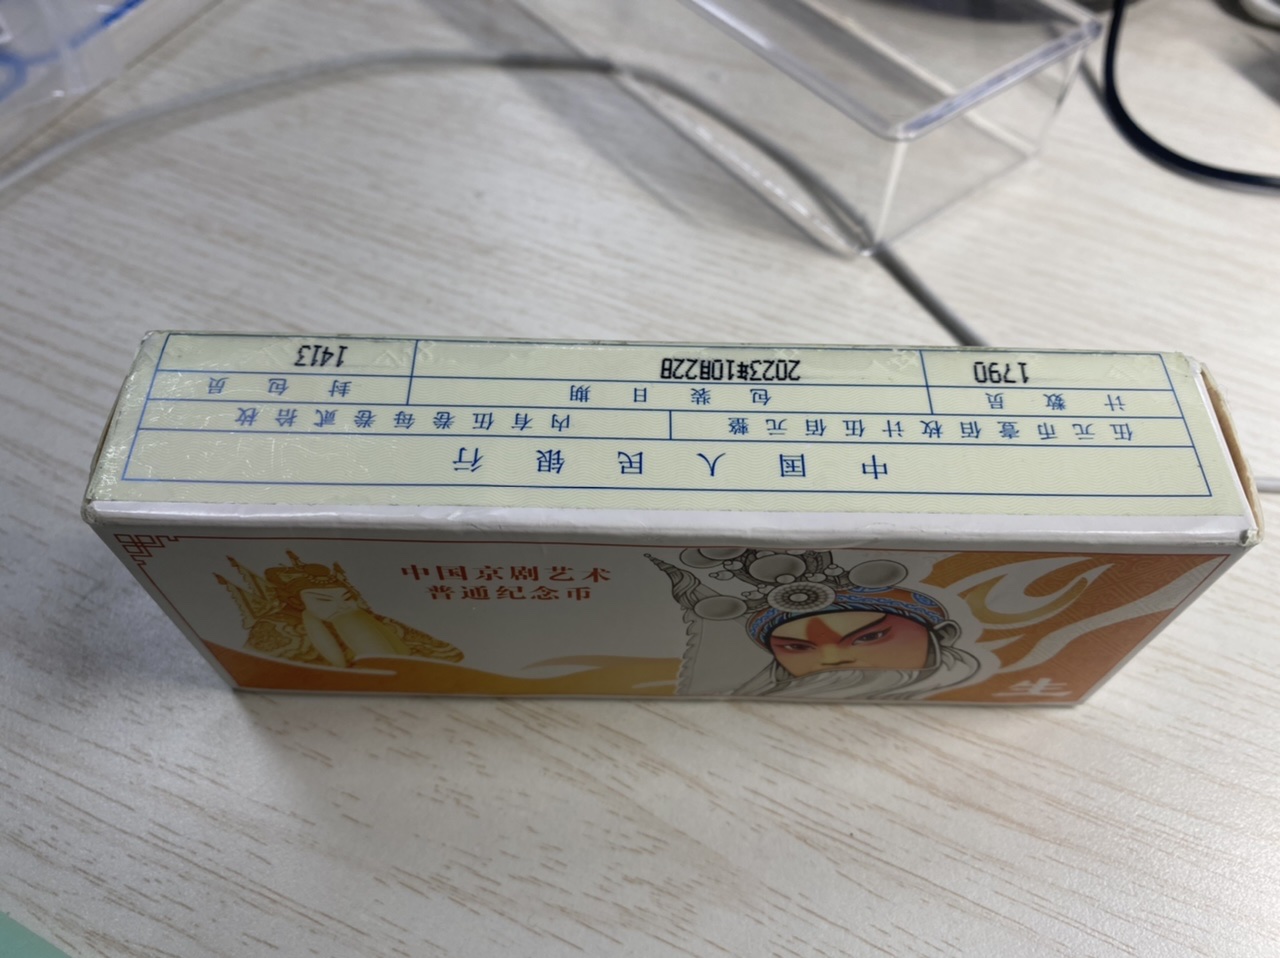 中国人民银行
伍元币壹佰枚计伍佰元整 内有伍卷每卷贰拾枚
计数员 包装日期 封包员
1790 2023年10月22日 1413
中国京剧艺术
普通纪念币
生